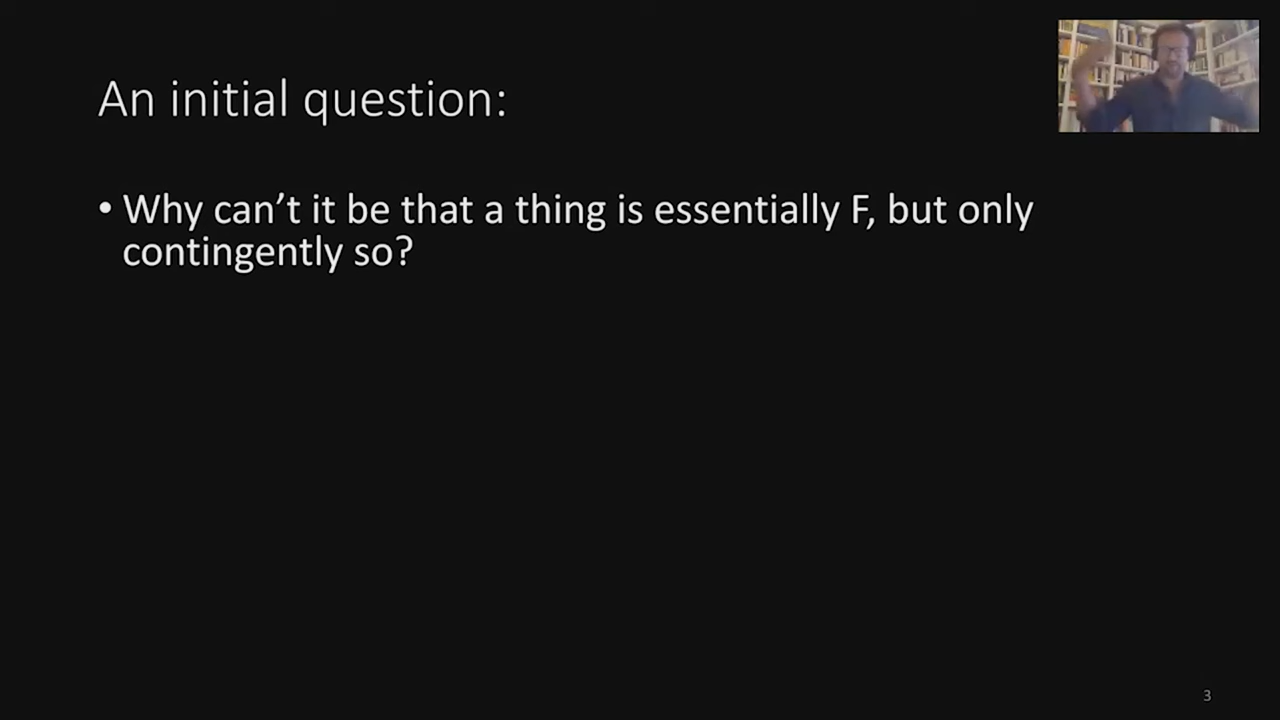 An initial question:
• Why can't it be that a thing is essentially F, but only
contingently so?
3